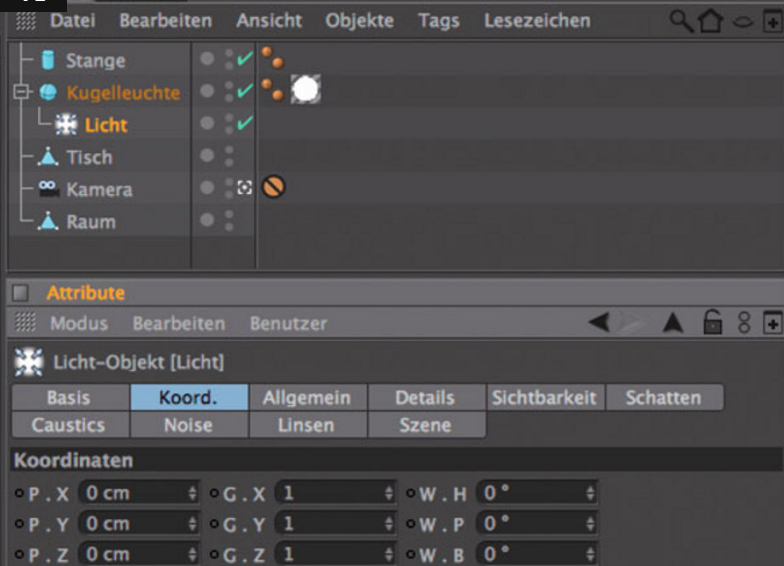 Datei Bearbeiten Ansicht Objekte Tags Lesezeichen
Stange
Kugelleuchte
Licht
Tisch
Kamera
Raum
Attribute
Modus Bearbeiten Benutzer
Licht-Objekt [Licht]
Basis Koord. Allgemein Details Sichtbarkeit Schatten
Caustics Noise Linsen Szene
Koordinaten
P . X 0 cm G . X 1 W . H 0 °
P . Y 0 cm G . Y 1 W . P 0 °
P . Z 0 cm G . Z 1 W . B 0 °